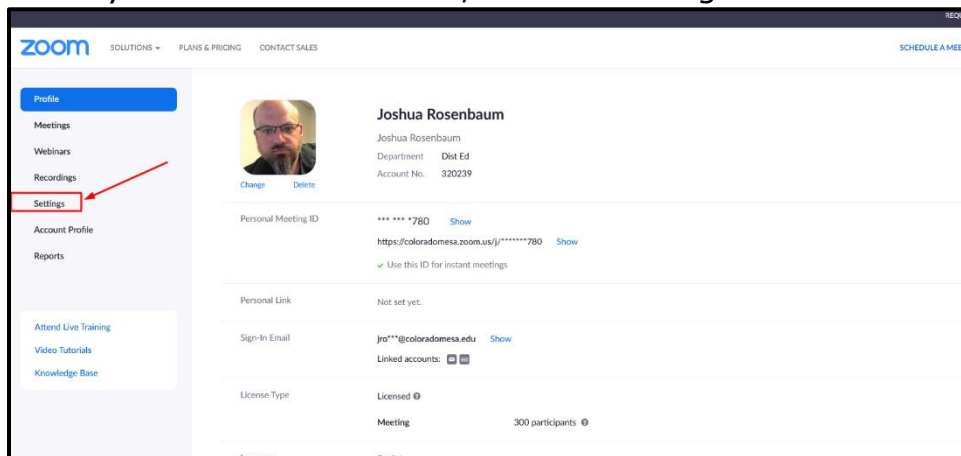 REQU
zoom SOLUTIONS PLANS & PRICING CONTACT SALES SCHEDULE A MEE
Profile
Meetings
Webinars
Recordings
Settings
Account Profile
Reports
Attend Live Training
Video Tutorials
Knowledge Base
Change Delete
Joshua Rosenbaum
Joshua Rosenbaum
Department Dist Ed
Account No. 320239
Personal Meeting ID *** *** *780 Show
https://coloradomesa.zoom.us/j/*******780 Show
Use this ID for instant meetings
Personal Link Not set yet.
Sign-In Email jro***@coloradomesa.edu Show
Linked accounts:
License Type Licensed
Meeting 300 participants